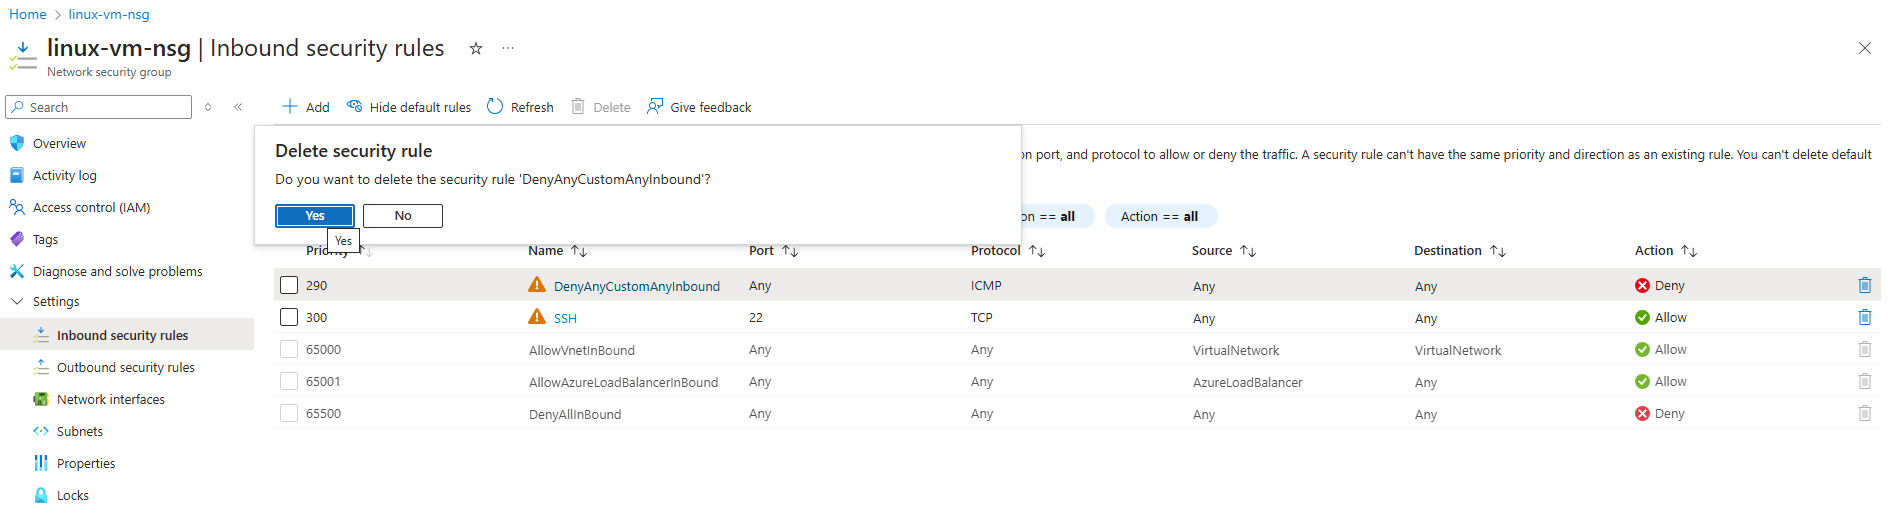 Home > linux-vm-nsg
linux-vm-nsg | Inbound security rules
Network security group
Search
Add Hide default rules Refresh Delete Give feedback
Overview
Activity log
Access control (IAM)
Tags
Diagnose and solve problems
Settings
Inbound security rules
Outbound security rules
Network interfaces
Subnets
Properties
Locks
Delete security rule
Do you want to delete the security rule 'DenyAnyCustomAnyInbound'?
Yes No
Yes
on port, and protocol to allow or deny the traffic. A security rule can't have the same priority and direction as an existing rule. You can't delete default
on == all Action == all
Priority Name Port Protocol Source Destination Action
290 DenyAnyCustomAnyInbound Any ICMP Any Any Deny
300 SSH 22 TCP Any Any Allow
65000 AllowVnetInBound Any Any VirtualNetwork VirtualNetwork Allow
65001 AllowAzureLoadBalancerInBound Any Any AzureLoadBalancer Any Allow
65500 DenyAllInBound Any Any Any Any Deny